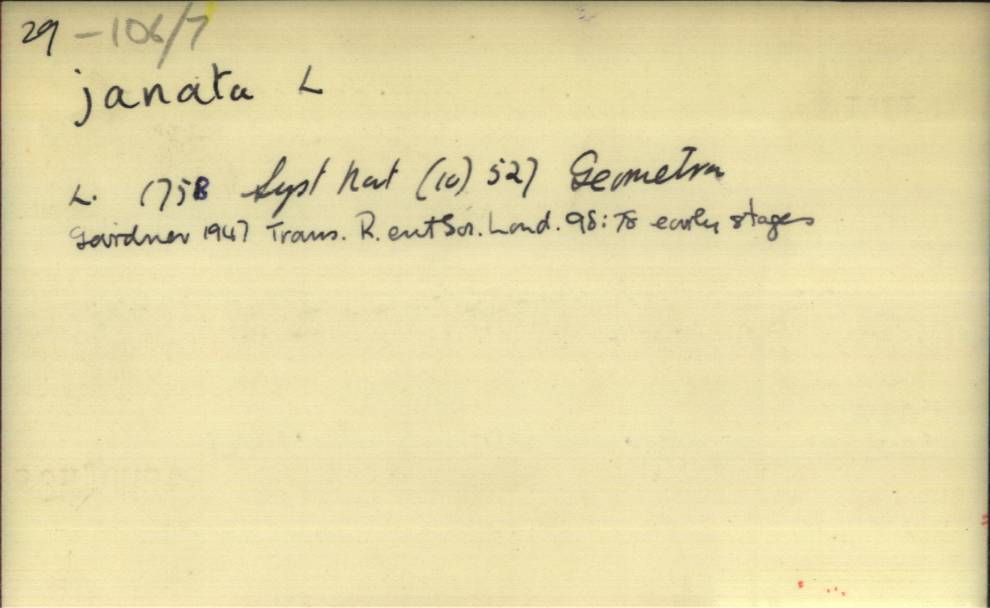 29 - 106/7
janata L
L. 1758 Syst Nat (10) 527 Geometra
Gardner 1947 Trans. R. ent Soc. Lond. 98: 78 early stages